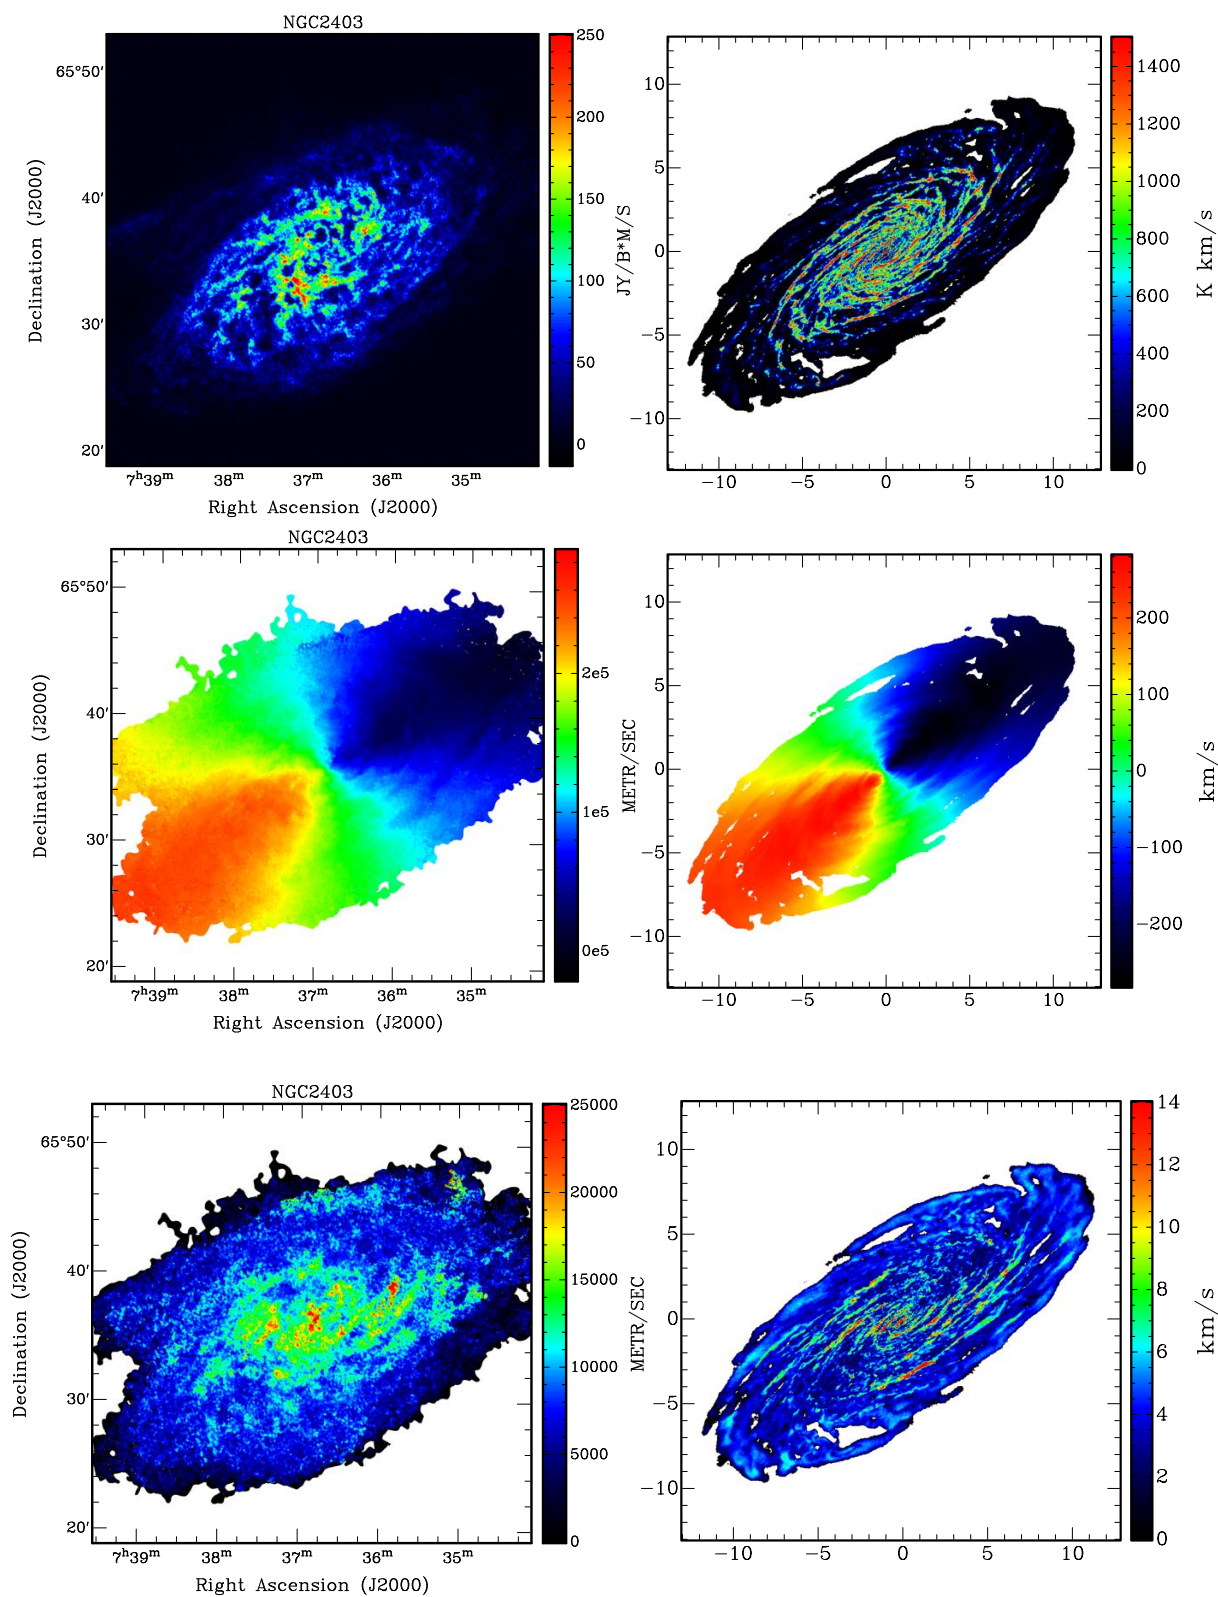 NGC2403
250
200
150
100
50
0
JY/B*M/S
65°50′
40′
30′
20′
Declination (J2000)
7ʰ39ᵐ 38ᵐ 37ᵐ 36ᵐ 35ᵐ
Right Ascension (J2000)
10
5
0
−5
−10
−10 −5 0 5 10
1400
1200
1000
800
600
400
200
0
K km/s
NGC2403
65°50′
40′
30′
20′
Declination (J2000)
7ʰ39ᵐ 38ᵐ 37ᵐ 36ᵐ 35ᵐ
Right Ascension (J2000)
2e5
1e5
0e5
METR/SEC
10
5
0
−5
−10
−10 −5 0 5 10
200
100
0
−100
−200
km/s
NGC2403
65°50′
40′
30′
20′
Declination (J2000)
7ʰ39ᵐ 38ᵐ 37ᵐ 36ᵐ 35ᵐ
Right Ascension (J2000)
25000
20000
15000
10000
5000
0
METR/SEC
10
5
0
−5
−10
−10 −5 0 5 10
14
12
10
8
6
4
2
0
km/s